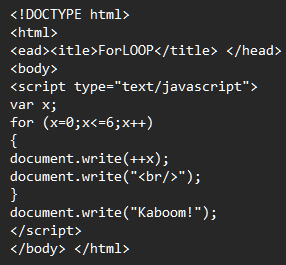 <!DOCTYPE html>
<html>
<ead><itle>ForLOOP</title> </head>
<body>
<script type="text/javascript">
var x;
for (x=0;x<=6;x++)
{
document.write(++x);
document.write("<br/>");
}
document.write("Kaboom!");
</script>
</body> </html>